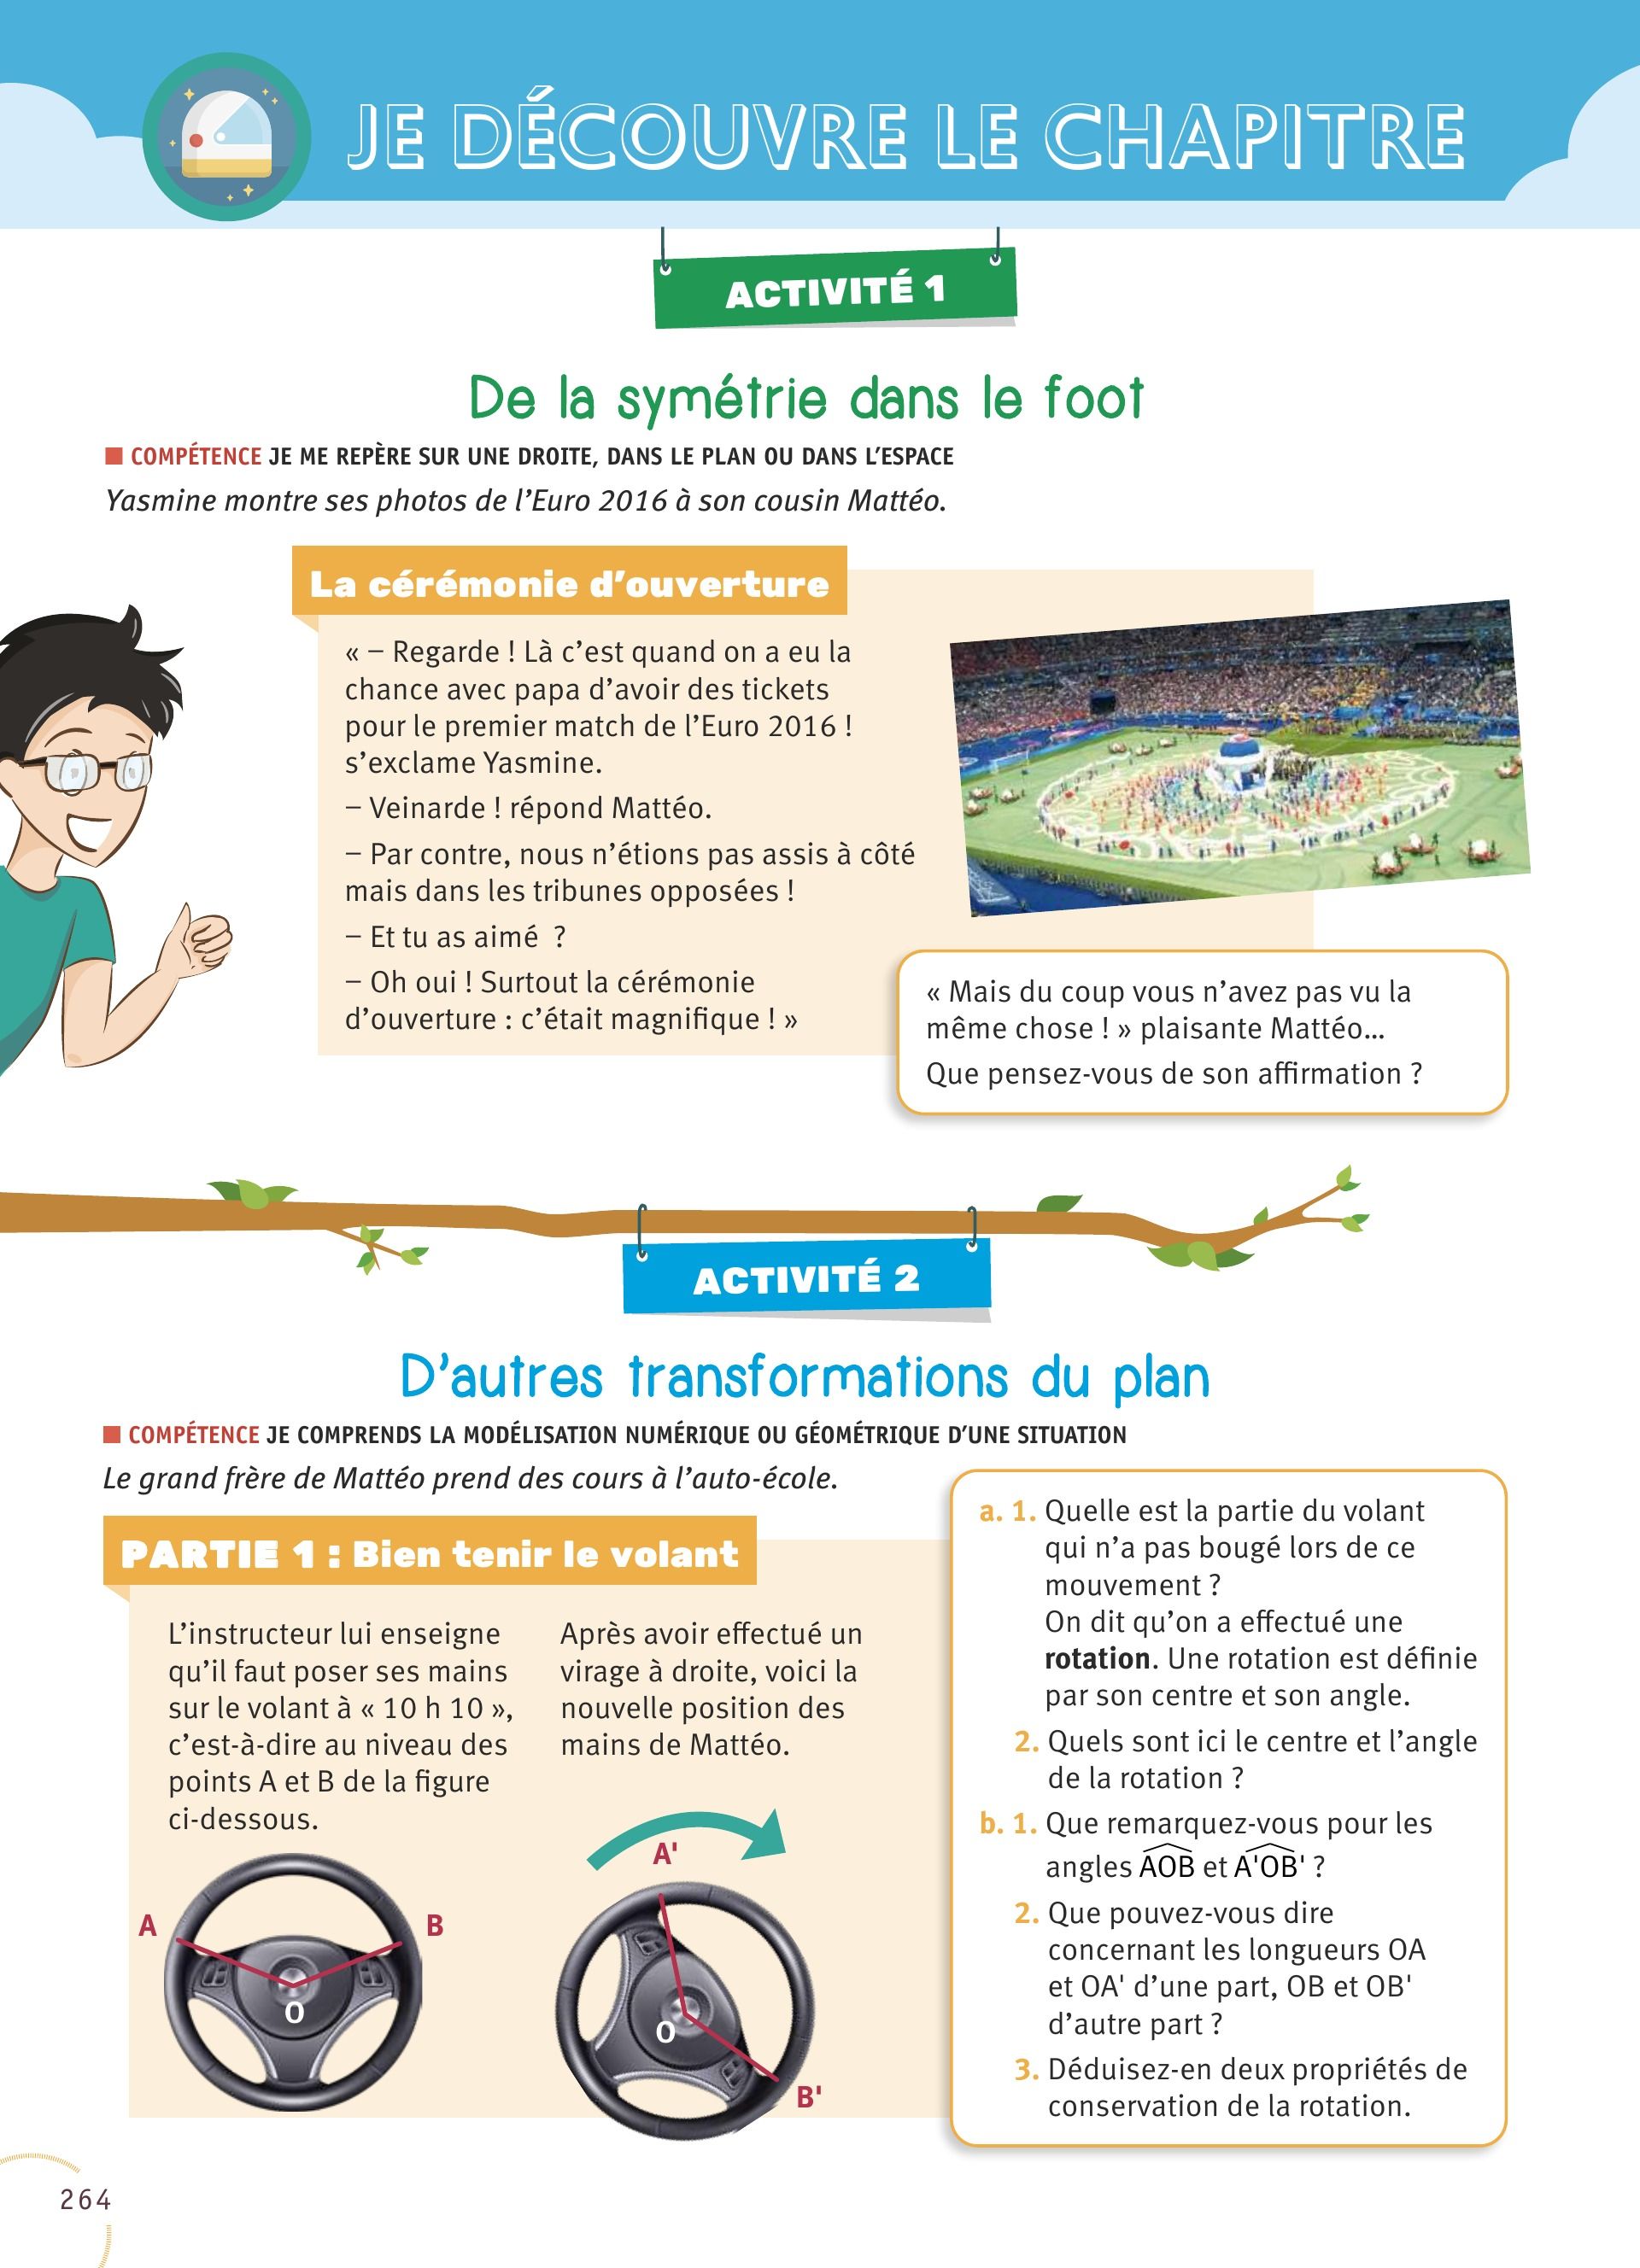 JE DÉCOUVRE LE CHAPITRE
ACTIVITÉ 1
De la symétrie dans le foot
COMPÉTENCE JE ME REPÈRE SUR UNE DROITE, DANS LE PLAN OU DANS L’ESPACE
Yasmine montre ses photos de l’Euro 2016 à son cousin Mattéo.
La cérémonie d’ouverture
« – Regarde ! Là c’est quand on a eu la
chance avec papa d’avoir des tickets
pour le premier match de l’Euro 2016 !
s’exclame Yasmine.
– Veinarde ! répond Mattéo.
– Par contre, nous n’étions pas assis à côté
mais dans les tribunes opposées !
– Et tu as aimé ?
– Oh oui ! Surtout la cérémonie
d’ouverture : c’était magnifique ! »
« Mais du coup vous n’avez pas vu la
même chose ! » plaisante Mattéo...
Que pensez-vous de son affirmation ?
ACTIVITÉ 2
D’autres transformations du plan
COMPÉTENCE JE COMPRENDS LA MODÉLISATION NUMÉRIQUE OU GÉOMÉTRIQUE D’UNE SITUATION
Le grand frère de Mattéo prend des cours à l’auto-école.
PARTIE 1 : Bien tenir le volant
L’instructeur lui enseigne
qu’il faut poser ses mains
sur le volant à « 10 h 10 »,
c’est-à-dire au niveau des
points A et B de la figure
ci-dessous.
A
B
O
Après avoir effectué un
virage à droite, voici la
nouvelle position des
mains de Mattéo.
A'
O
B'
a. 1. Quelle est la partie du volant
qui n’a pas bougé lors de ce
mouvement ?
On dit qu’on a effectué une
rotation. Une rotation est définie
par son centre et son angle.
2. Quels sont ici le centre et l’angle
de la rotation ?
b. 1. Que remarquez-vous pour les
angles AOB et A'OB' ?
2. Que pouvez-vous dire
concernant les longueurs OA
et OA' d’une part, OB et OB'
d’autre part ?
3. Déduisez-en deux propriétés de
conservation de la rotation.
264